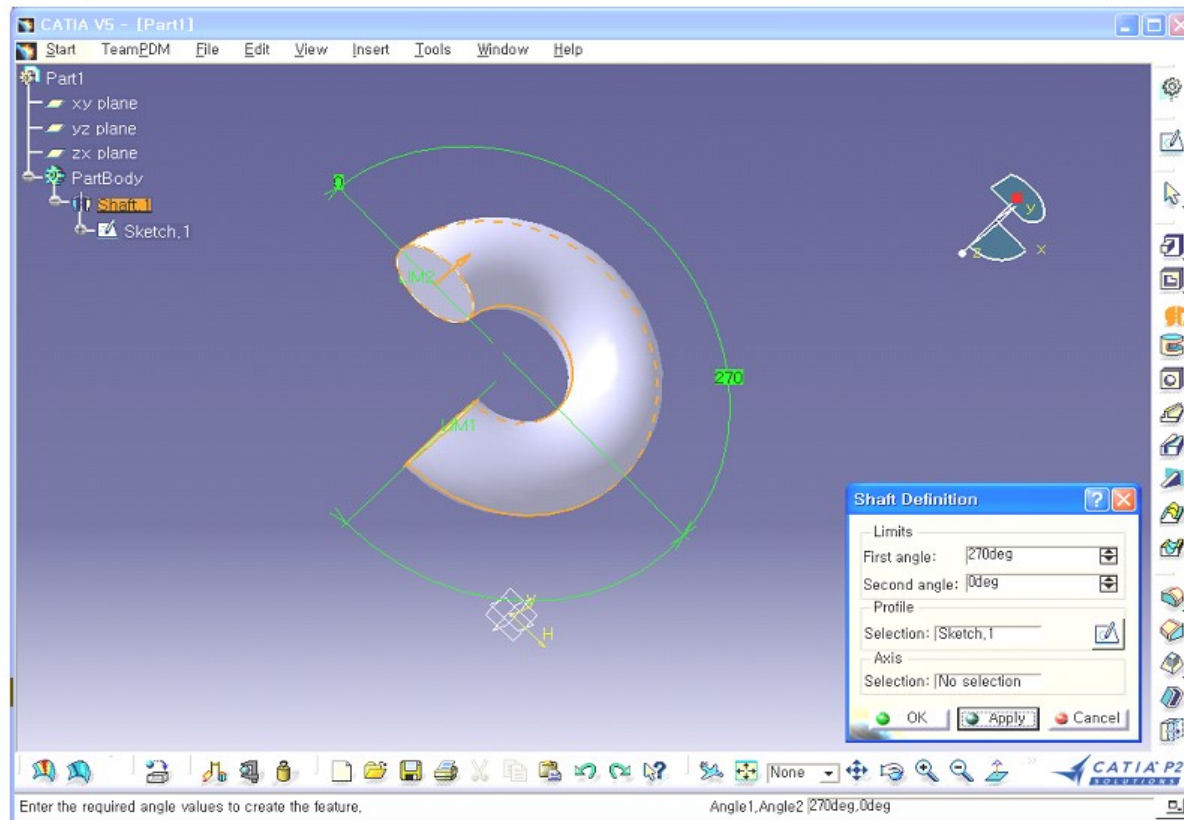 CATIA V5 - [Part1]
Start TeamPDM File Edit View Insert Tools Window Help
Part1
xy plane
yz plane
zx plane
PartBody
Shaft.1
Sketch.1
0
LIM2
270
LIM1
V
H
y
z
x
Shaft Definition
Limits
First angle: 270deg
Second angle: 0deg
Profile
Selection: Sketch.1
Axis
Selection: No selection
OK Apply Cancel
None
CATIA P2
SOLUTIONS
Enter the required angle values to create the feature.
Angle1,Angle2 270deg,0deg